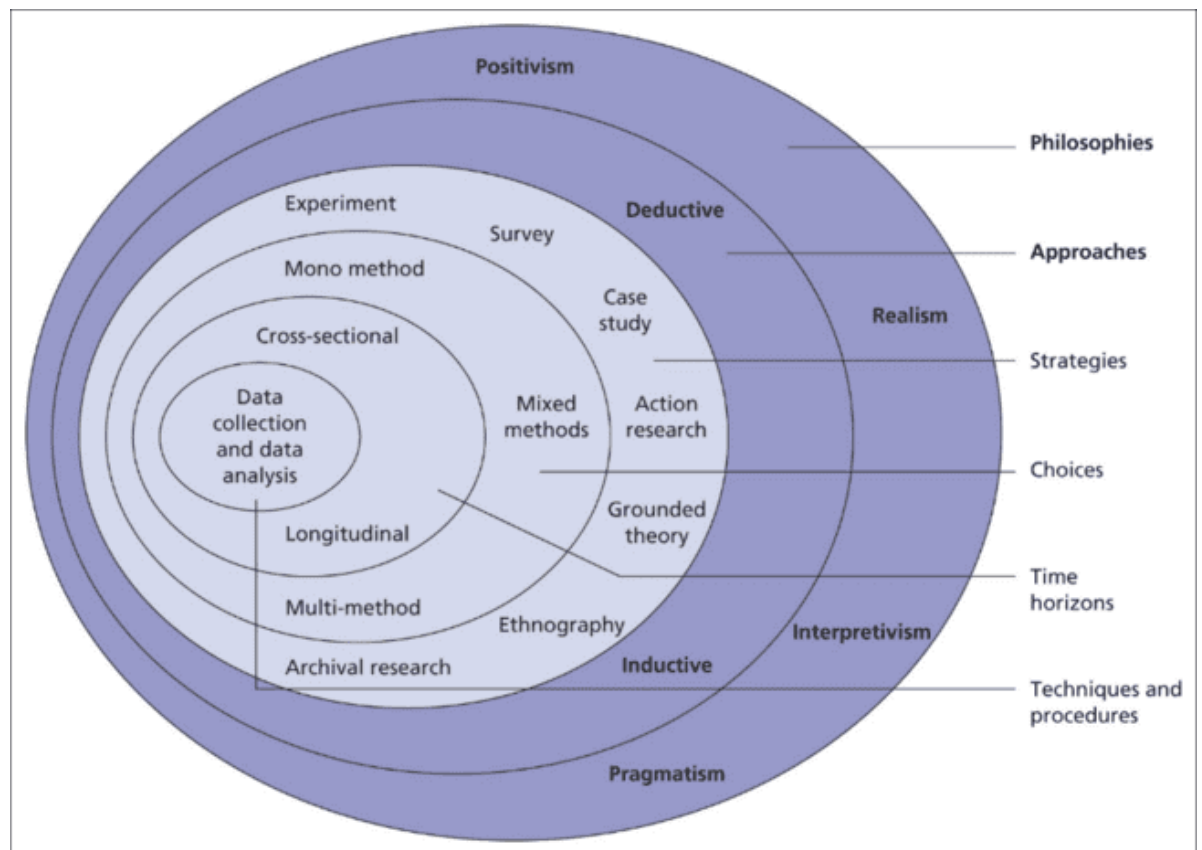 Positivism
Philosophies
Experiment
Deductive
Survey
Approaches
Mono method
Case
study
Realism
Cross-sectional
Strategies
Data
collection
and data
analysis
Mixed
methods
Action
research
Choices
Longitudinal
Grounded
theory
Time
horizons
Multi-method
Ethnography
Interpretivism
Archival research
Inductive
Techniques and
procedures
Pragmatism